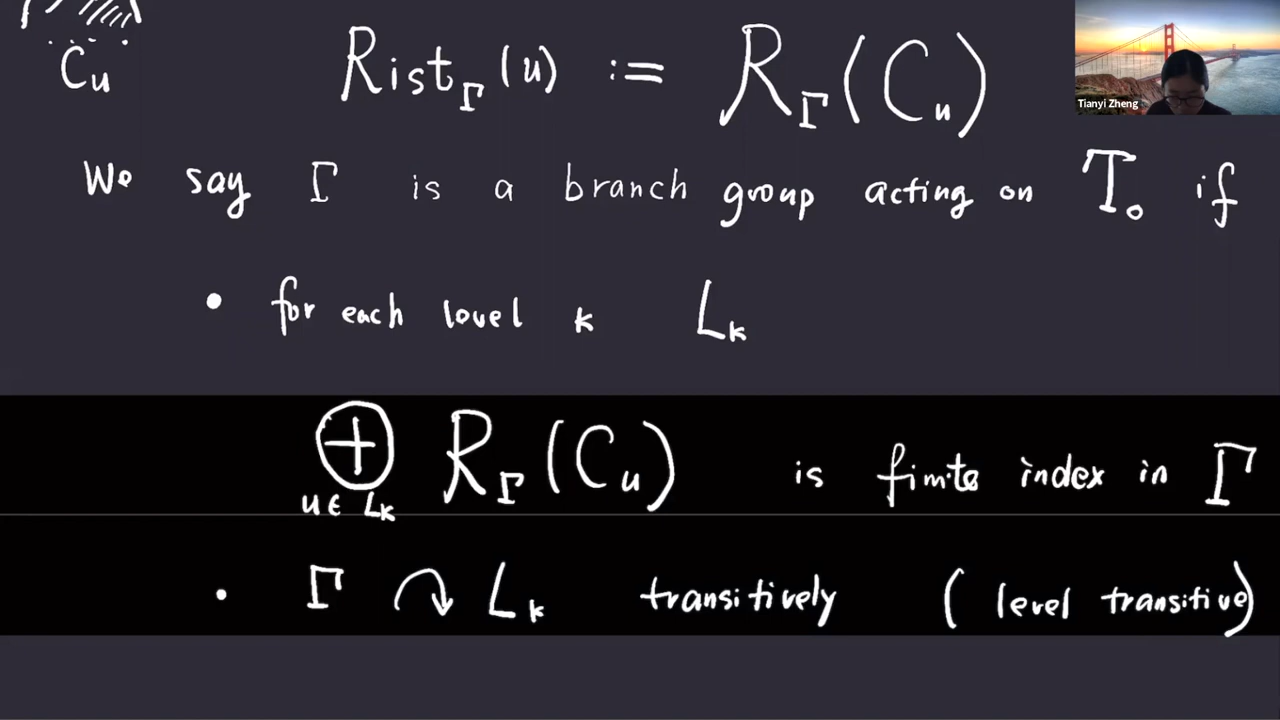 Cu
Rist_Γ (u) := R_Γ (C_u)
Tianyi Zheng
We say Γ is a branch group acting on T_o if
• for each level k L_k
⊕_{u ∈ L_k} R_Γ (C_u) is finite index in Γ
• Γ ↷ L_k transitively (level transitive)